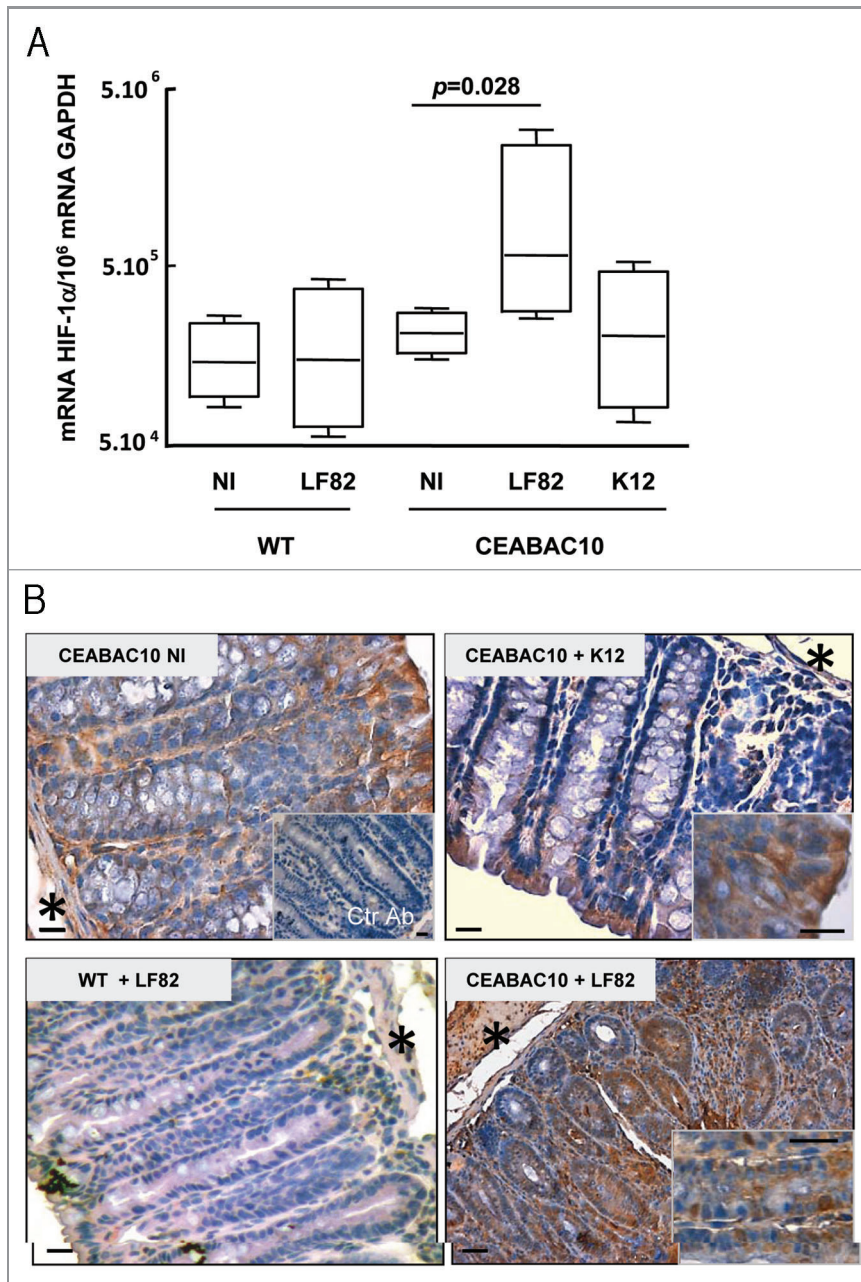 A
mRNA HIF-1α/10⁶ mRNA GAPDH
5.10⁶
5.10⁵
5.10⁴
p=0.028
NI LF82 NI LF82 K12
WT CEABAC10
B
CEABAC10 NI
CEABAC10 + K12
*
*
Ctr Ab
WT + LF82
CEABAC10 + LF82
*
*